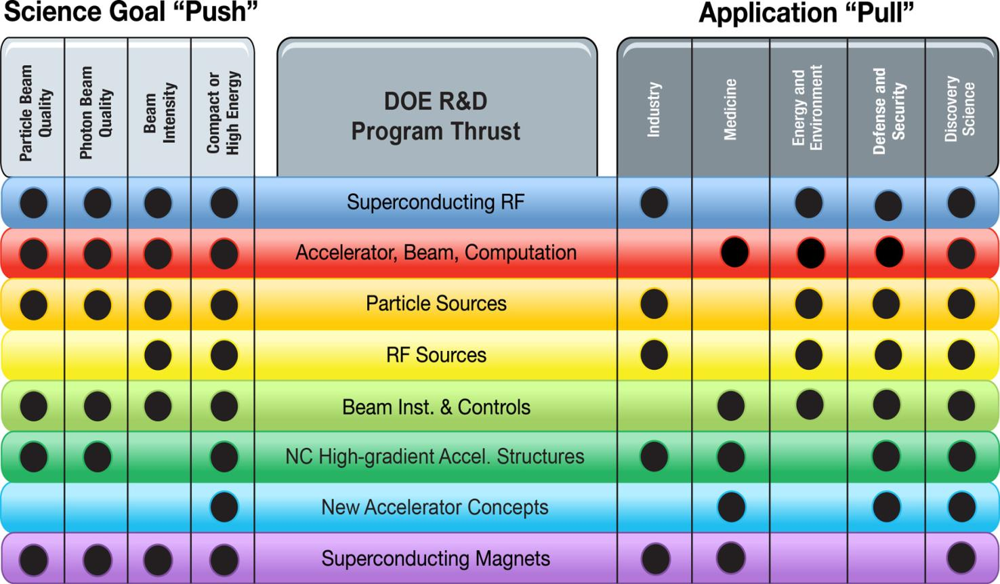 Science Goal “Push”
Application “Pull”
Particle Beam
Quality
Photon Beam
Quality
Beam
Intensity
Compact or
High Energy
DOE R&D
Program Thrust
Industry
Medicine
Energy and
Environment
Defense and
Security
Discovery
Science
Superconducting RF
Accelerator, Beam, Computation
Particle Sources
RF Sources
Beam Inst. & Controls
NC High-gradient Accel. Structures
New Accelerator Concepts
Superconducting Magnets